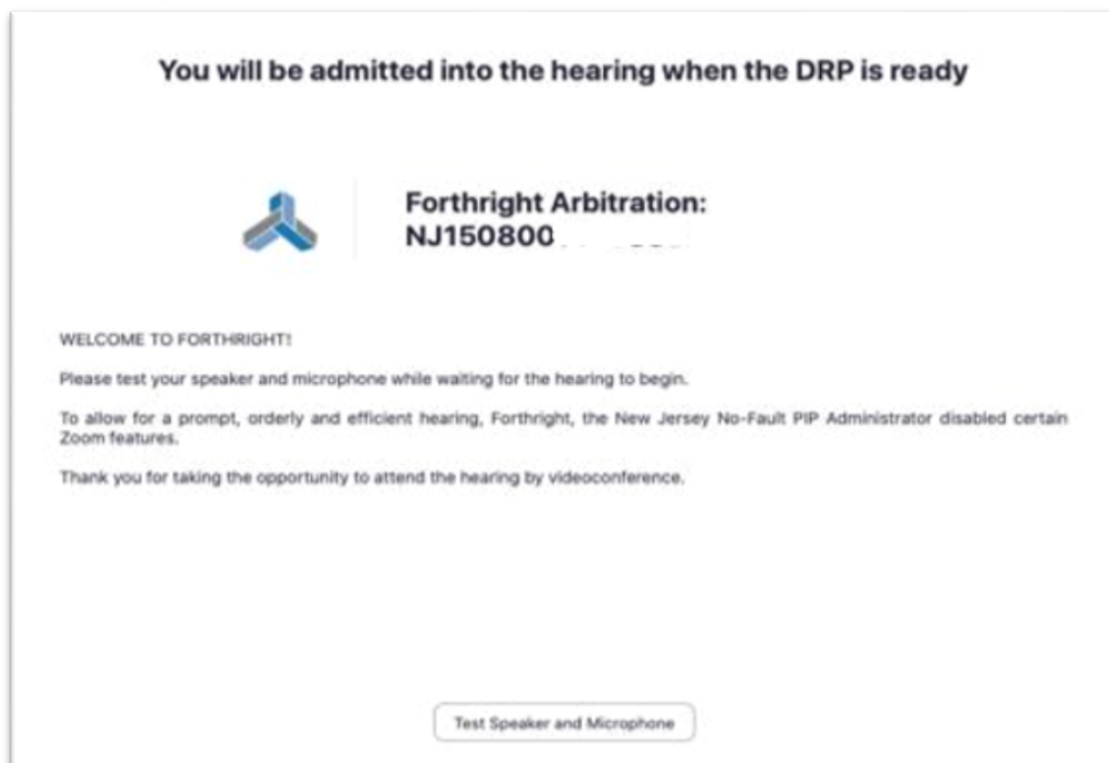 You will be admitted into the hearing when the DRP is ready
Forthright Arbitration:
NJ150800
WELCOME TO FORTHRIGHT!
Please test your speaker and microphone while waiting for the hearing to begin.
To allow for a prompt, orderly and efficient hearing, Forthright, the New Jersey No-Fault PIP Administrator disabled certain
Zoom features.
Thank you for taking the opportunity to attend the hearing by videoconference.
Test Speaker and Microphone